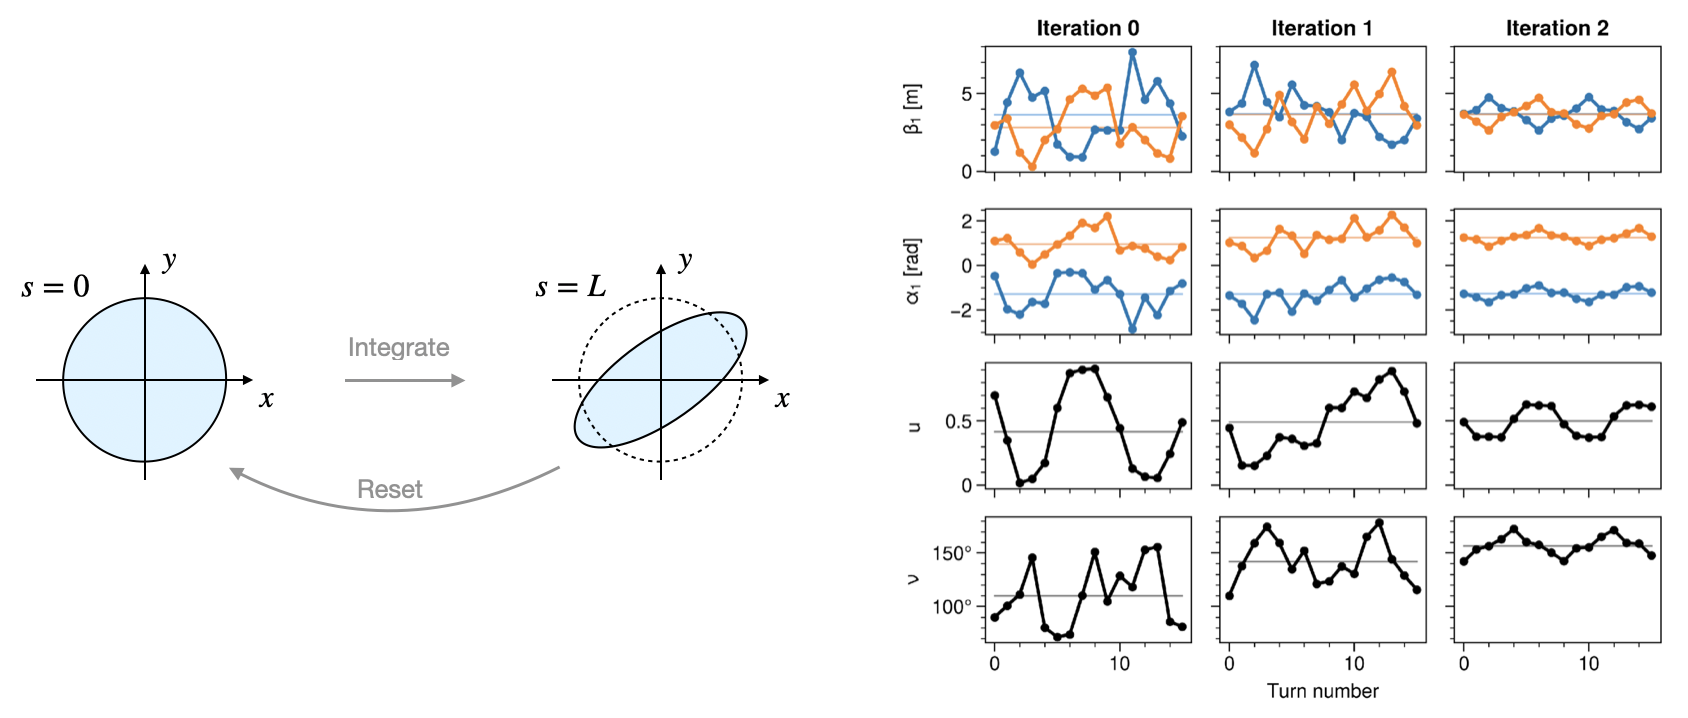 s = 0
y
x
Integrate
Reset
s = L
y
x
Iteration 0
Iteration 1
Iteration 2
β₁ [m]
5
0
α₁ [rad]
2
0
−2
u
0.5
0
ν
150°
100°
0
10
0
10
0
10
Turn number